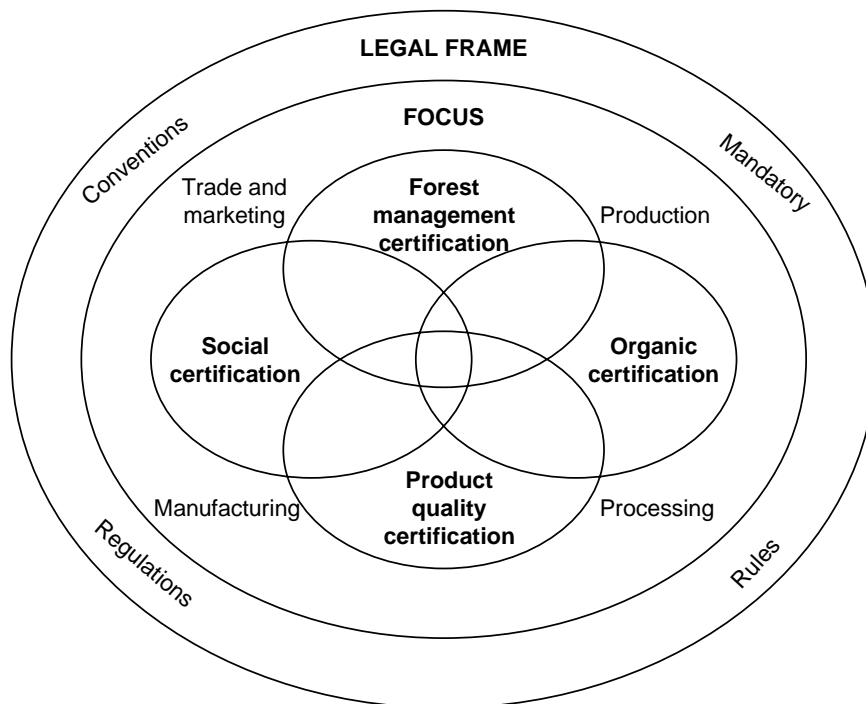 LEGAL FRAME
FOCUS
Conventions
Mandatory
Trade and
marketing
Forest
management
certification
Production
Social
certification
Organic
certification
Manufacturing
Product
quality
certification
Processing
Regulations
Rules